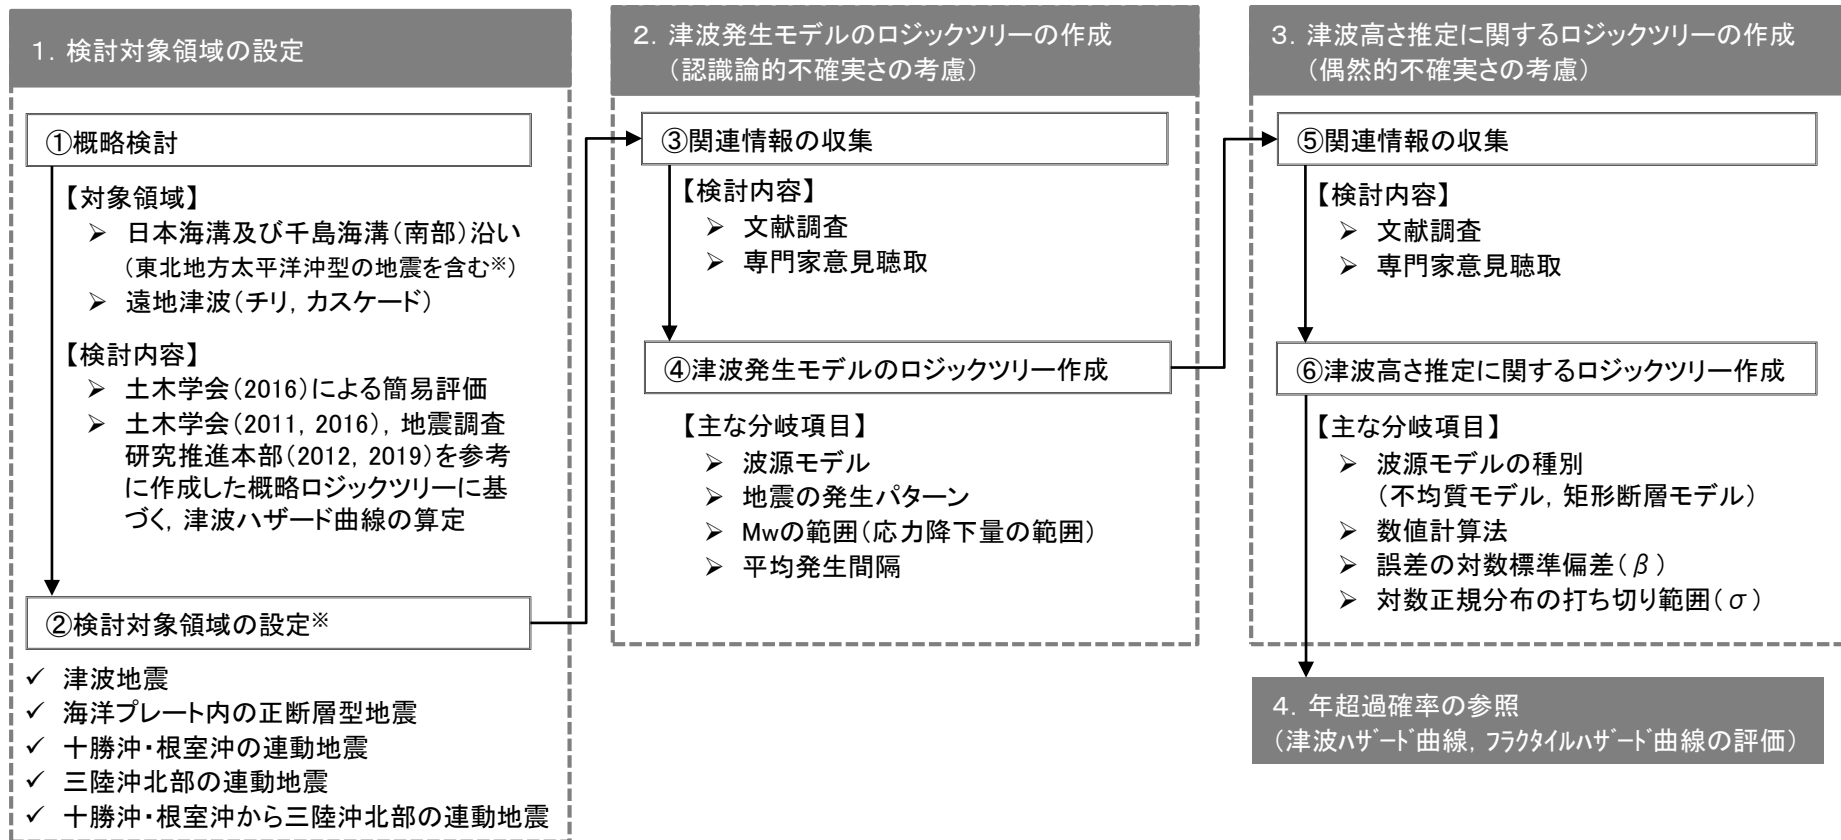 1．検討対象領域の設定
①概略検討
【対象領域】
➢ 日本海溝及び千島海溝（南部）沿い
（東北地方太平洋沖型の地震を含む※）
➢ 遠地津波（チリ，カスケード）
【検討内容】
➢ 土木学会（2016）による簡易評価
➢ 土木学会（2011，2016），地震調査
研究推進本部（2012，2019）を参考
に作成した概略ロジックツリーに基
づく，津波ハザード曲線の算定
②検討対象領域の設定※
✓ 津波地震
✓ 海洋プレート内の正断層型地震
✓ 十勝沖・根室沖の連動地震
✓ 三陸沖北部の連動地震
✓ 十勝沖・根室沖から三陸沖北部の連動地震
2．津波発生モデルのロジックツリーの作成
（認識論的不確実さの考慮）
③関連情報の収集
【検討内容】
➢ 文献調査
➢ 専門家意見聴取
④津波発生モデルのロジックツリー作成
【主な分岐項目】
➢ 波源モデル
➢ 地震の発生パターン
➢ Mwの範囲（応力降下量の範囲）
➢ 平均発生間隔
3．津波高さ推定に関するロジックツリーの作成
（偶然的不確実さの考慮）
⑤関連情報の収集
【検討内容】
➢ 文献調査
➢ 専門家意見聴取
⑥津波高さ推定に関するロジックツリー作成
【主な分岐項目】
➢ 波源モデルの種別
（不均質モデル，矩形断層モデル）
➢ 数値計算法
➢ 誤差の対数標準偏差（β）
➢ 対数正規分布の打ち切り範囲（σ）
4．年超過確率の参照
（津波ﾊｻﾞｰﾄﾞ曲線，ﾌﾗｸﾀｲﾙﾊｻﾞｰﾄﾞ曲線の評価）